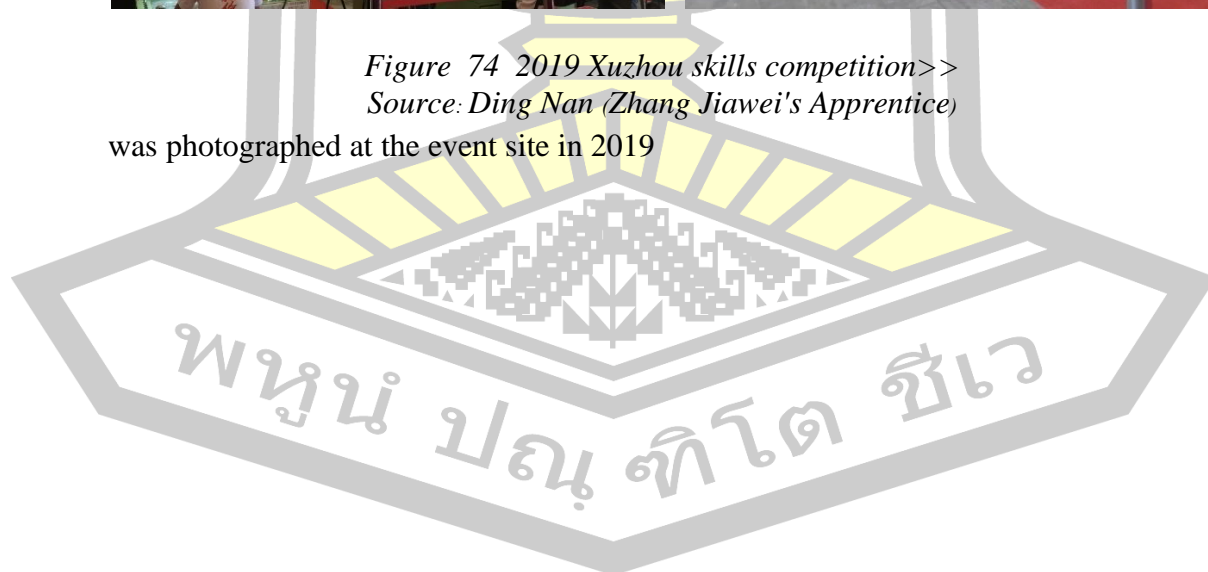 Figure 74 2019 Xuzhou skills competition>>
Source: Ding Nan (Zhang Jiawei's Apprentice)
was photographed at the event site in 2019
พหูนํ ปณฺฑิโต ชีเว